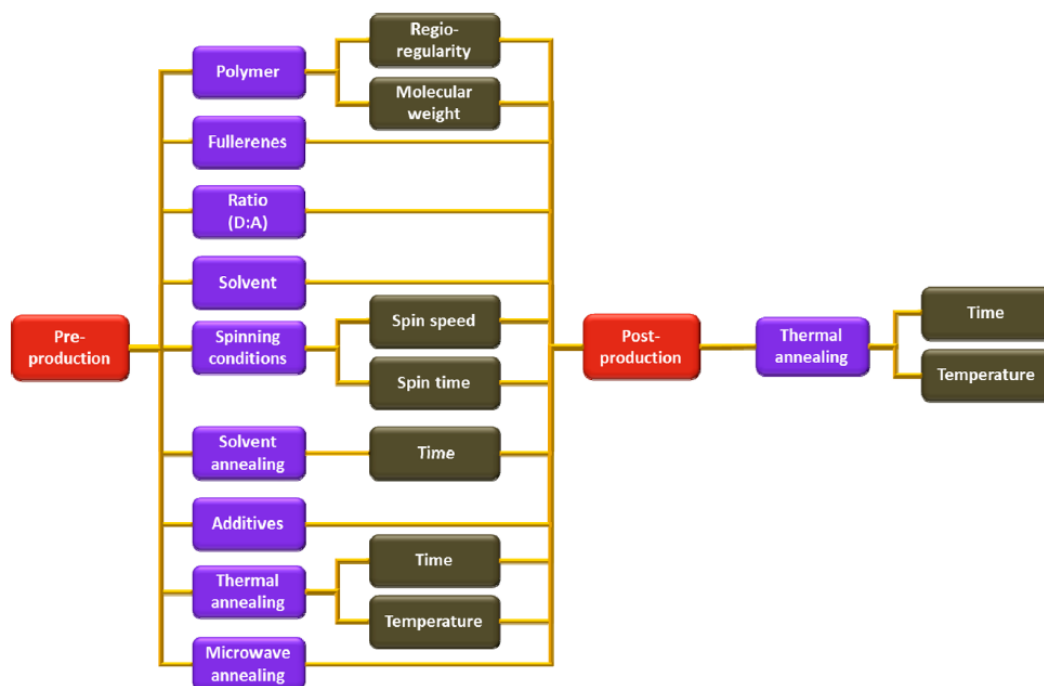 Pre-
production
Polymer
Regio-
regularity
Molecular
weight
Fullerenes
Ratio
(D:A)
Solvent
Spinning
conditions
Spin speed
Spin time
Solvent
annealing
Time
Additives
Thermal
annealing
Time
Temperature
Microwave
annealing
Post-
production
Thermal
annealing
Time
Temperature